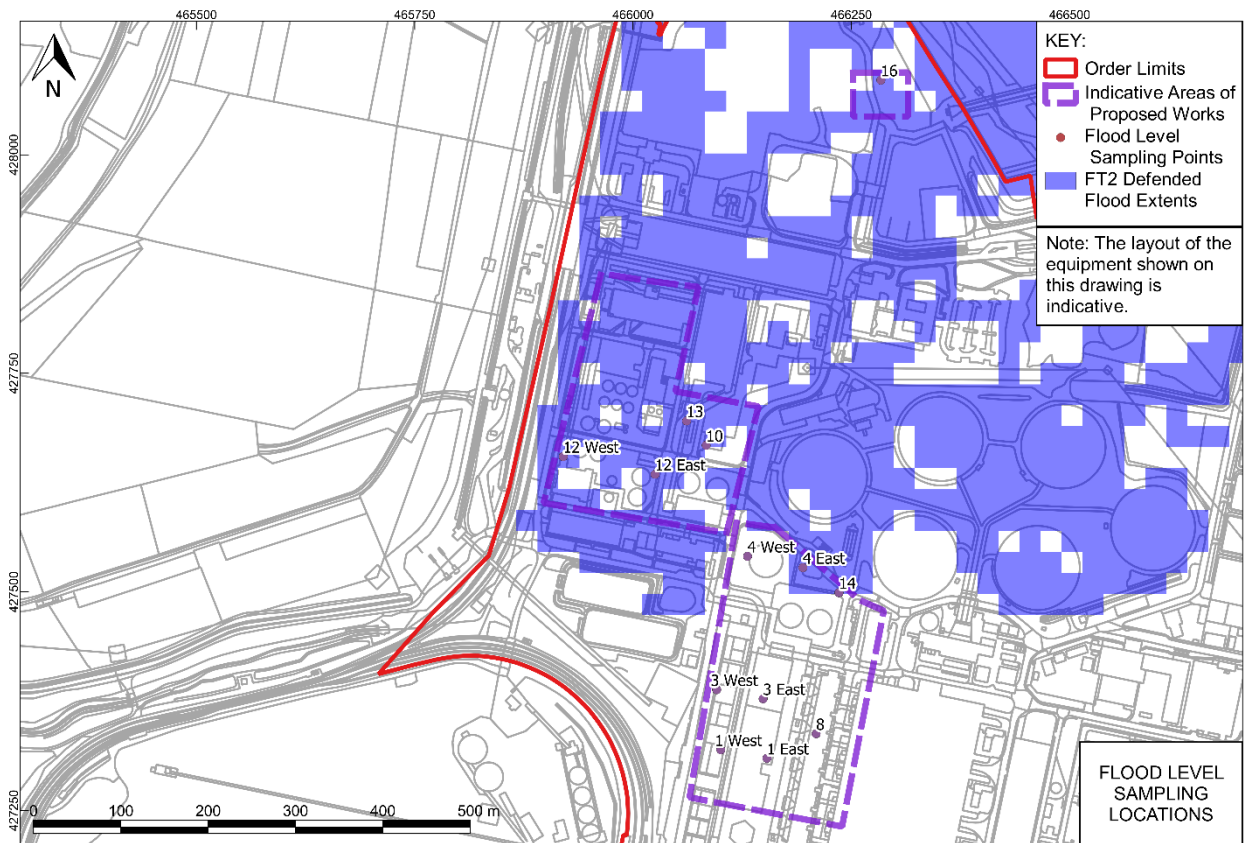 465500 465750 466000 466250 466500
428000
427750
427500
427250
N
KEY:
Order Limits
Indicative Areas of
Proposed Works
Flood Level
Sampling Points
FT2 Defended
Flood Extents
Note: The layout of the
equipment shown on
this drawing is
indicative.
16
13
10
12 West
12 East
4 West
4 East
14
3 West
3 East
8
1 West
1 East
0 100 200 300 400 500 m
FLOOD LEVEL
SAMPLING
LOCATIONS